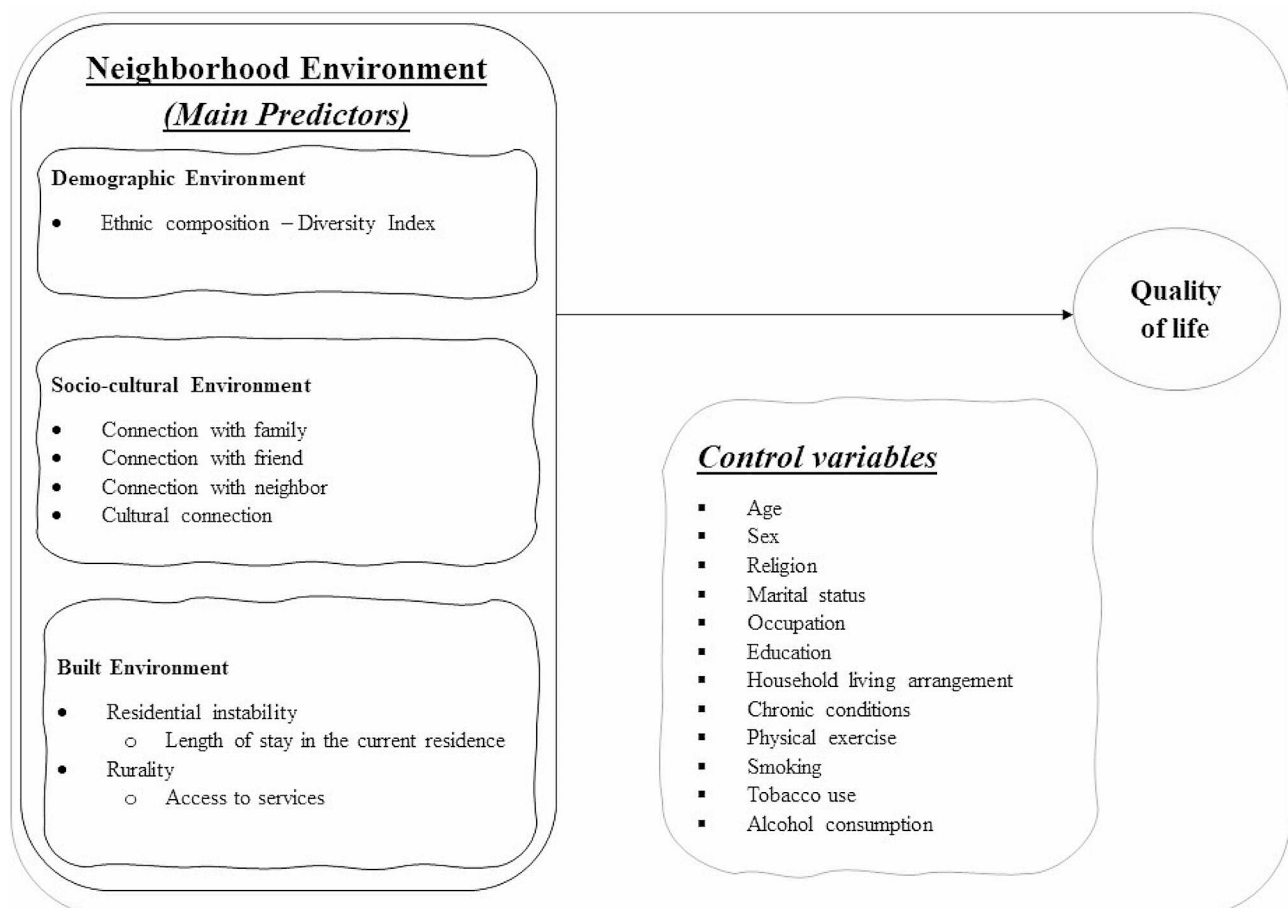 Neighborhood Environment
(Main Predictors)
Demographic Environment
• Ethnic composition – Diversity Index
Socio-cultural Environment
• Connection with family
• Connection with friend
• Connection with neighbor
• Cultural connection
Built Environment
• Residential instability
o Length of stay in the current residence
• Rurality
o Access to services
Quality
of life
Control variables
▪ Age
▪ Sex
▪ Religion
▪ Marital status
▪ Occupation
▪ Education
▪ Household living arrangement
▪ Chronic conditions
▪ Physical exercise
▪ Smoking
▪ Tobacco use
▪ Alcohol consumption